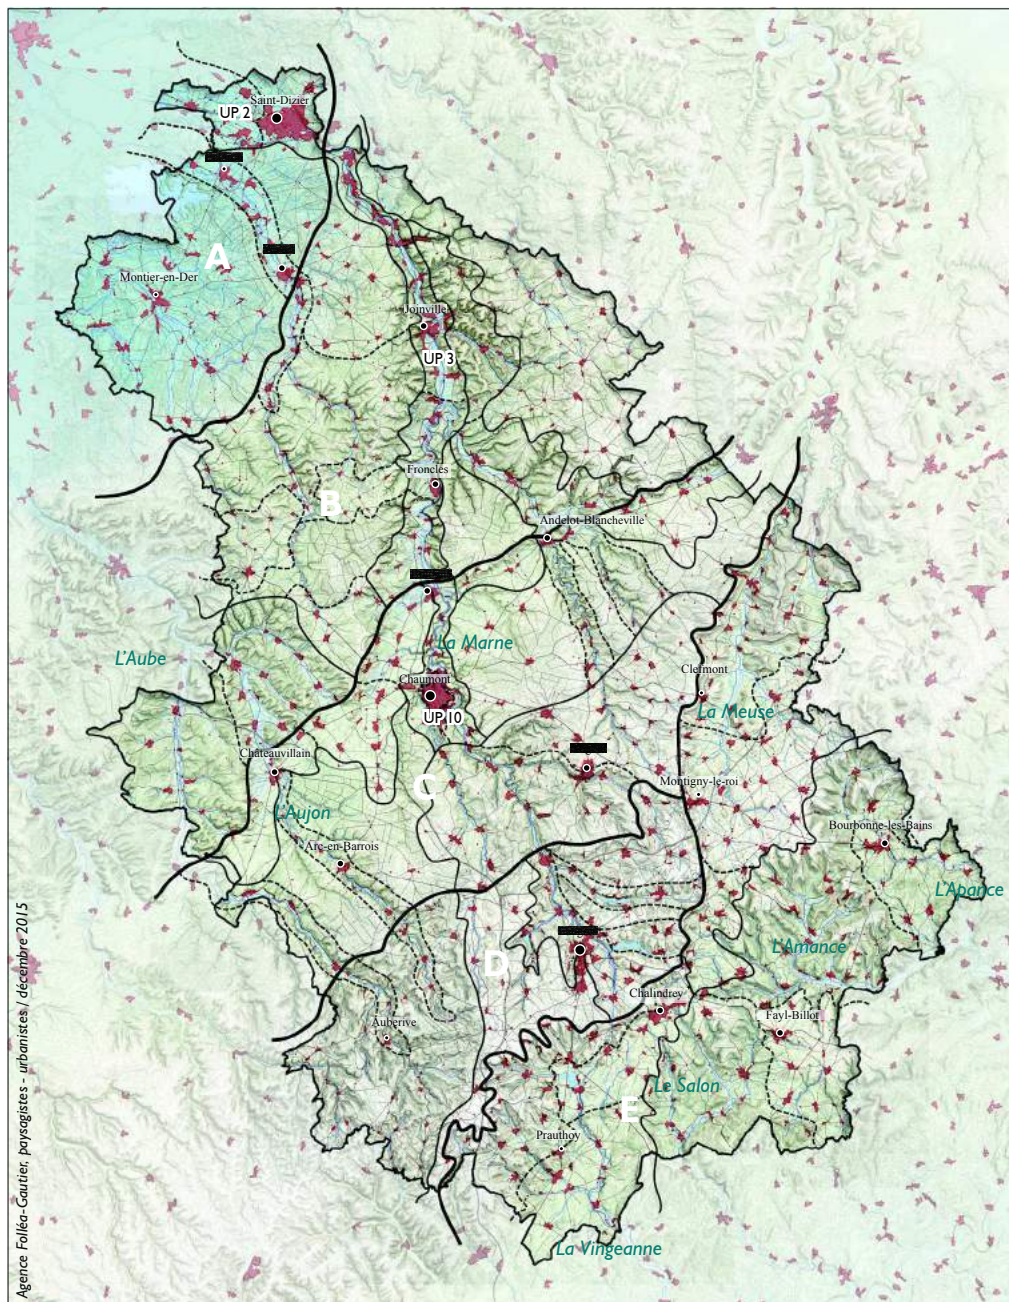 Saint-Dizier
UP 2
A
Montier-en-Der
Joinville
UP 3
Froncles
B
Andelot-Blancheville
La Marne
L'Aube
Clefmont
Chaumont
La Meuse
UP 10
Châteauvillain
C
Montigny-le-roi
L'Aujon
Bourbonne-les-Bains
Arc-en-Barrois
L'Apance
L'Amance
D
Chalindrey
Fayl-Billot
Auberive
Le Salon
E
Prauthoy
La Vingeanne
Agence Folléa-Gautier, paysagistes - urbanistes / décembre 2015